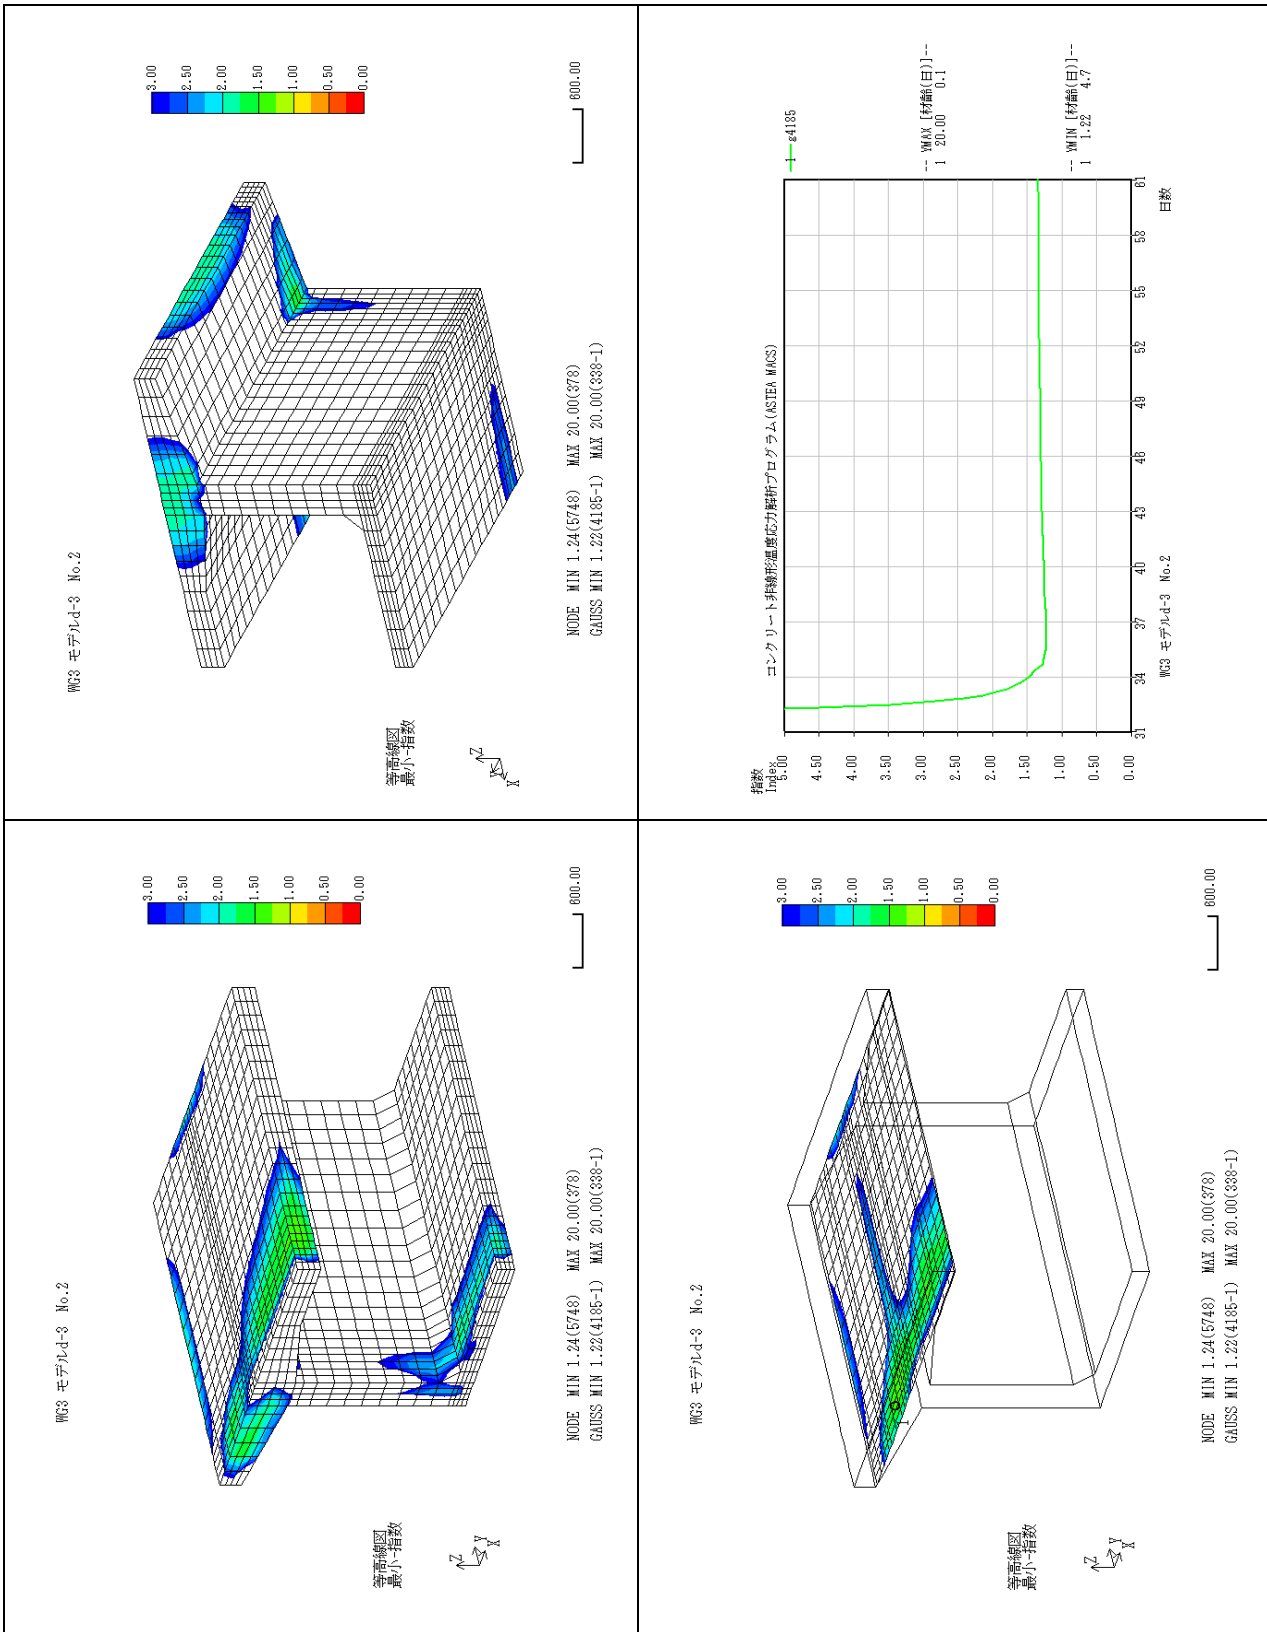 WG3 モデルd-3 No.2
等高線図
最小-指数
Z
Y
X
3.00
2.50
2.00
1.50
1.00
0.50
0.00
600.00
NODE MIN 1.24(5748) MAX 20.00(378)
GAUSS MIN 1.22(4185-1) MAX 20.00(338-1)
WG3 モデルd-3 No.2
等高線図
最小-指数
Z
Y
X
3.00
2.50
2.00
1.50
1.00
0.50
0.00
600.00
NODE MIN 1.24(5748) MAX 20.00(378)
GAUSS MIN 1.22(4185-1) MAX 20.00(338-1)
WG3 モデルd-3 No.2
等高線図
最小-指数
Z
Y
X
1
3.00
2.50
2.00
1.50
1.00
0.50
0.00
600.00
NODE MIN 1.24(5748) MAX 20.00(378)
GAUSS MIN 1.22(4185-1) MAX 20.00(338-1)
コンクリート非線形温度応力解析プログラム(ASTEA MACS)
指数
Index
5.00
4.50
4.00
3.50
3.00
2.50
2.00
1.50
1.00
0.50
0.00
31 34 37 40 43 46 49 52 55 58 61
日数
WG3 モデルd-3 No.2
1 g4185
-- YMAX [材齢(日)]--
1 20.00 0.1
-- YMIN [材齢(日)]--
1 1.22 4.7